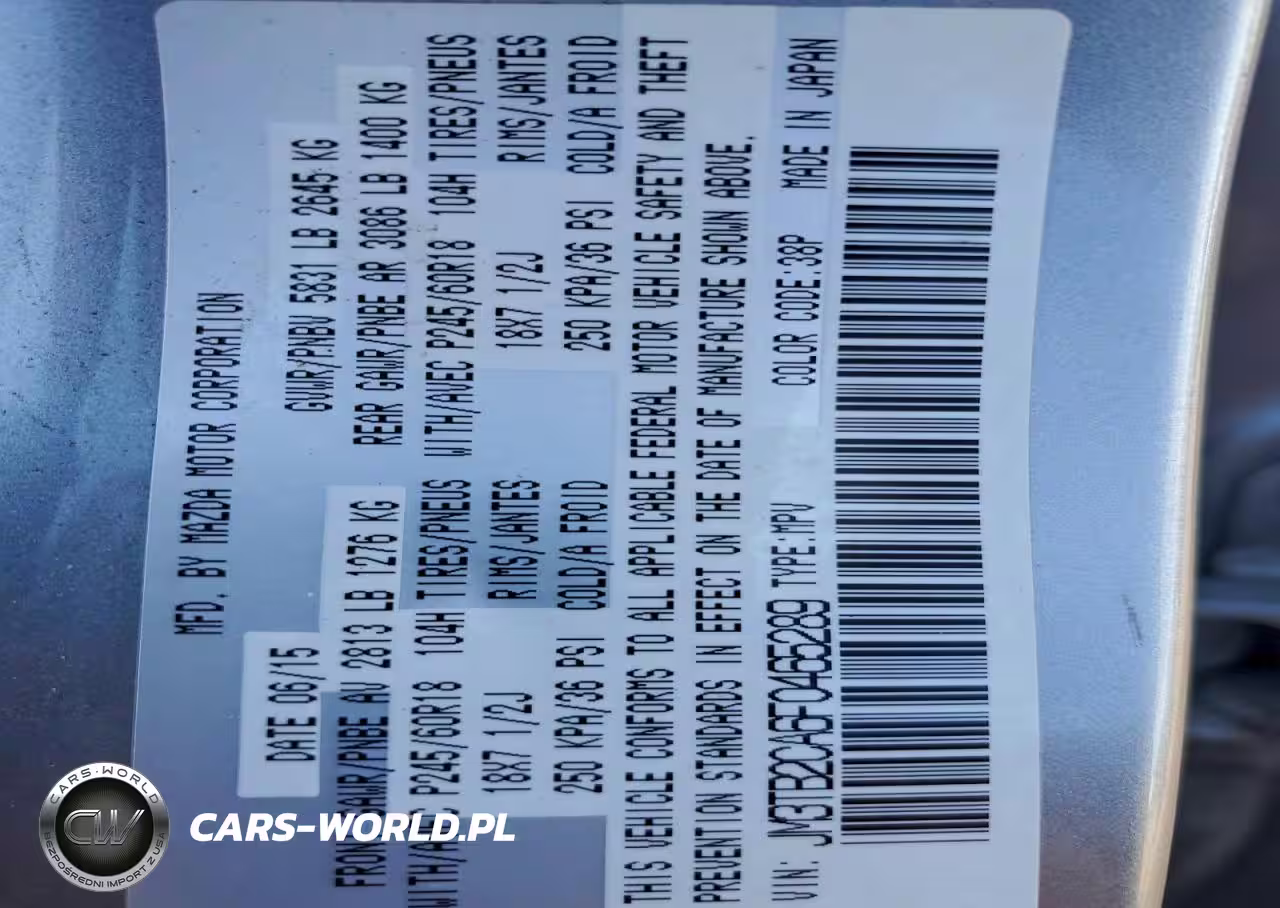 MFD. BY MAZDA MOTOR CORPORATION
DATE 06/15 GVWR/PNBV 5831 LB 2645 KG
FRONT GAWR/PNBE AV 2813 LB 1276 KG REAR GAWR/PNBE AR 3086 LB 1400 KG
WITH/AVEC P245/60R18 104H TIRES/PNEUS WITH/AVEC P245/60R18 104H TIRES/PNEUS
18X7 1/2J RIMS/JANTES 18X7 1/2J RIMS/JANTES
250 KPA/36 PSI COLD/A FROID 250 KPA/36 PSI COLD/A FROID
THIS VEHICLE CONFORMS TO ALL APPLICABLE FEDERAL MOTOR VEHICLE SAFETY AND THEFT
PREVENTION STANDARDS IN EFFECT ON THE DATE OF MANUFACTURE SHOWN ABOVE.
VIN: JM3TB2CA6F0465289 TYPE:MPV COLOR CODE:38P MADE IN JAPAN
CARS-WORLD
CW
BEZPOŚREDNI IMPORT Z USA
CARS-WORLD.PL